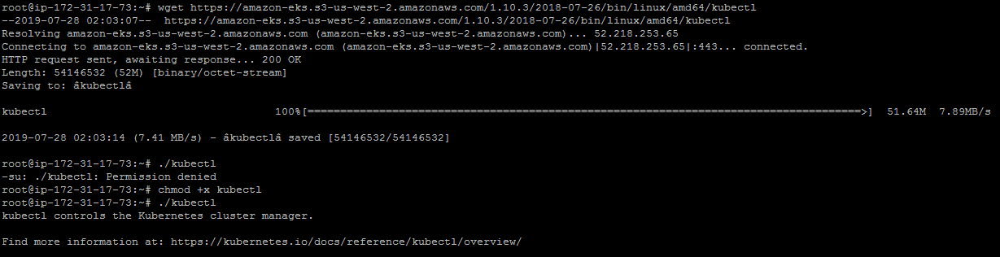 root@ip-172-31-17-73:~# wget https://amazon-eks.s3-us-west-2.amazonaws.com/1.10.3/2018-07-26/bin/linux/amd64/kubectl
--2019-07-28 02:03:07--  https://amazon-eks.s3-us-west-2.amazonaws.com/1.10.3/2018-07-26/bin/linux/amd64/kubectl
Resolving amazon-eks.s3-us-west-2.amazonaws.com (amazon-eks.s3-us-west-2.amazonaws.com)... 52.218.253.65
Connecting to amazon-eks.s3-us-west-2.amazonaws.com (amazon-eks.s3-us-west-2.amazonaws.com)|52.218.253.65|:443... connected.
HTTP request sent, awaiting response... 200 OK
Length: 54146532 (52M) [binary/octet-stream]
Saving to: âkubectlâ
kubectl 100%[=====================================================================================>] 51.64M 7.89MB/s
2019-07-28 02:03:14 (7.41 MB/s) - âkubectlâ saved [54146532/54146532]
root@ip-172-31-17-73:~# ./kubectl
-su: ./kubectl: Permission denied
root@ip-172-31-17-73:~# chmod +x kubectl
root@ip-172-31-17-73:~# ./kubectl
kubectl controls the Kubernetes cluster manager.
Find more information at: https://kubernetes.io/docs/reference/kubectl/overview/